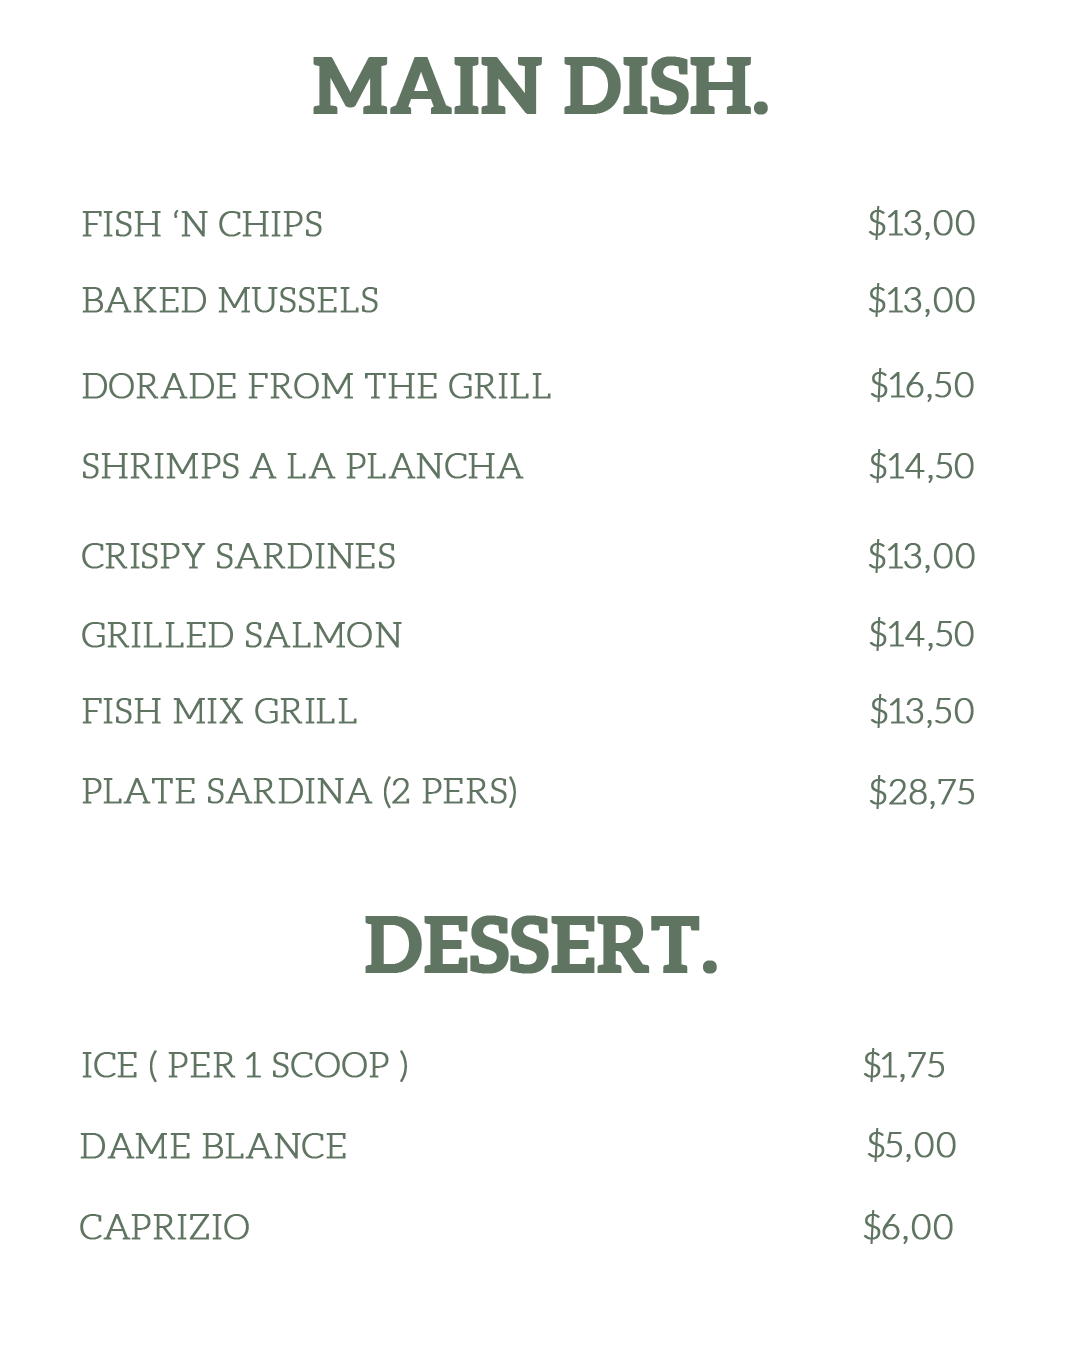 MAIN DISH.
FISH ‘N CHIPS $13,00
BAKED MUSSELS $13,00
DORADE FROM THE GRILL $16,50
SHRIMPS A LA PLANCHA $14,50
CRISPY SARDINES $13,00
GRILLED SALMON $14,50
FISH MIX GRILL $13,50
PLATE SARDINA (2 PERS) $28,75
DESSERT.
ICE ( PER 1 SCOOP ) $1,75
DAME BLANCE $5,00
CAPRIZIO $6,00